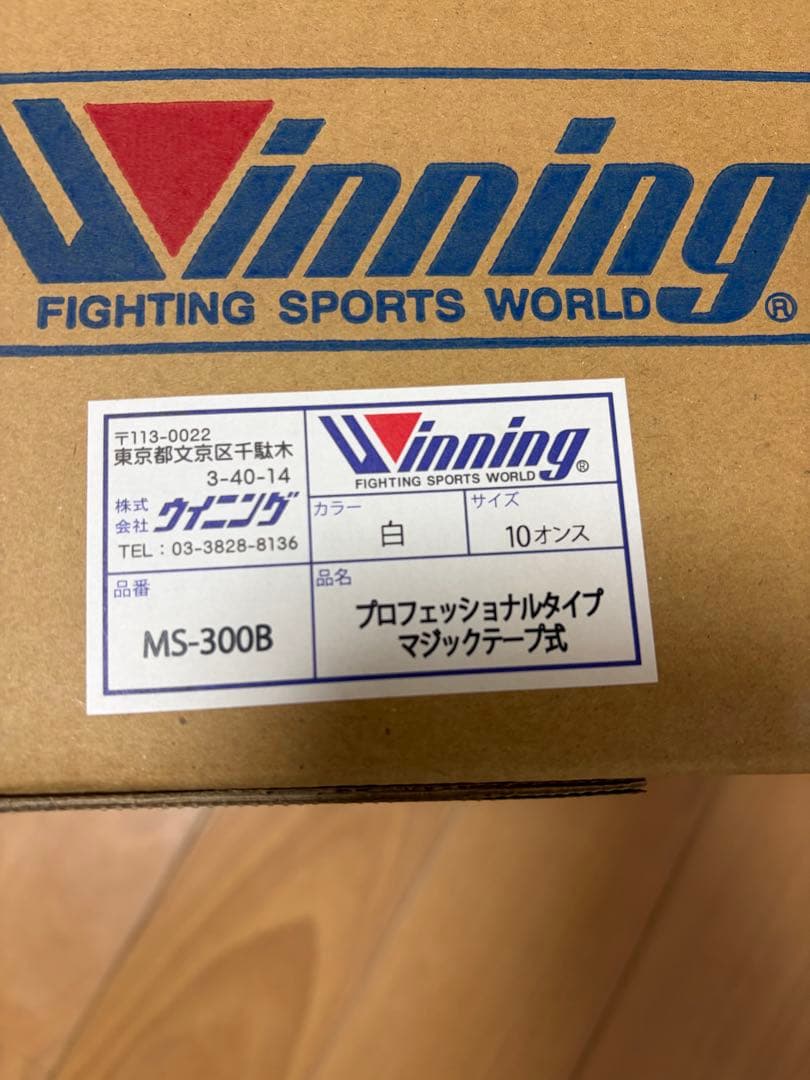 Winning
FIGHTING SPORTS WORLD®
〒113-0022
東京都文京区千駄木
3-40-14
株式会社 ウイニング
TEL：03-3828-8136
Winning®
FIGHTING SPORTS WORLD
カラー
白
サイズ
10オンス
品番
MS-300B
品名
プロフェッショナルタイプ
マジックテープ式